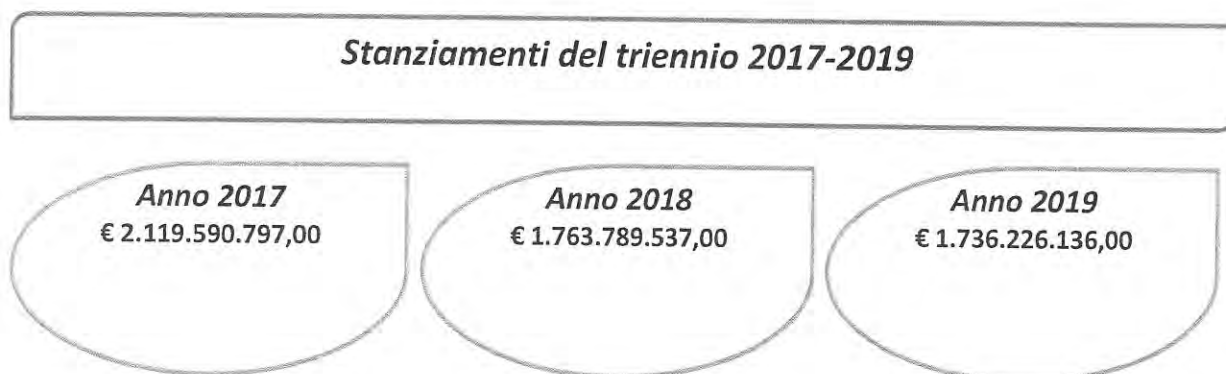 Stanziamenti del triennio 2017-2019
Anno 2017
€ 2.119.590.797,00
Anno 2018
€ 1.763.789.537,00
Anno 2019
€ 1.736.226.136,00